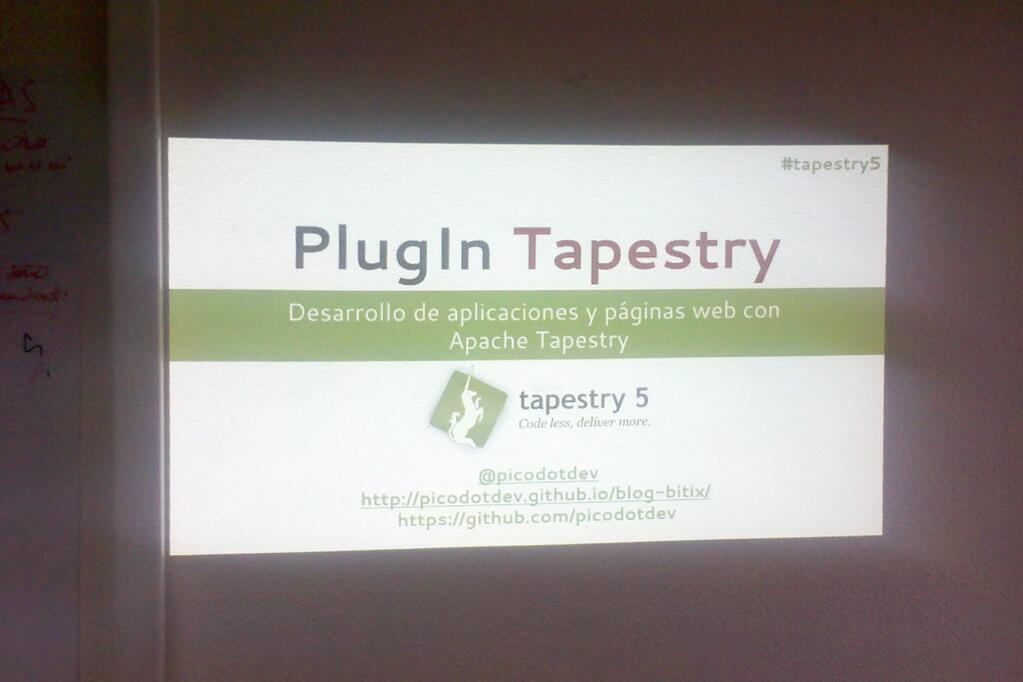 #tapestry5
PlugIn Tapestry
Desarrollo de aplicaciones y páginas web con
Apache Tapestry
tapestry 5
Code less, deliver more.
@picodotdev
http://picodotdev.github.io/blog-bitix/
https://github.com/picodotdev